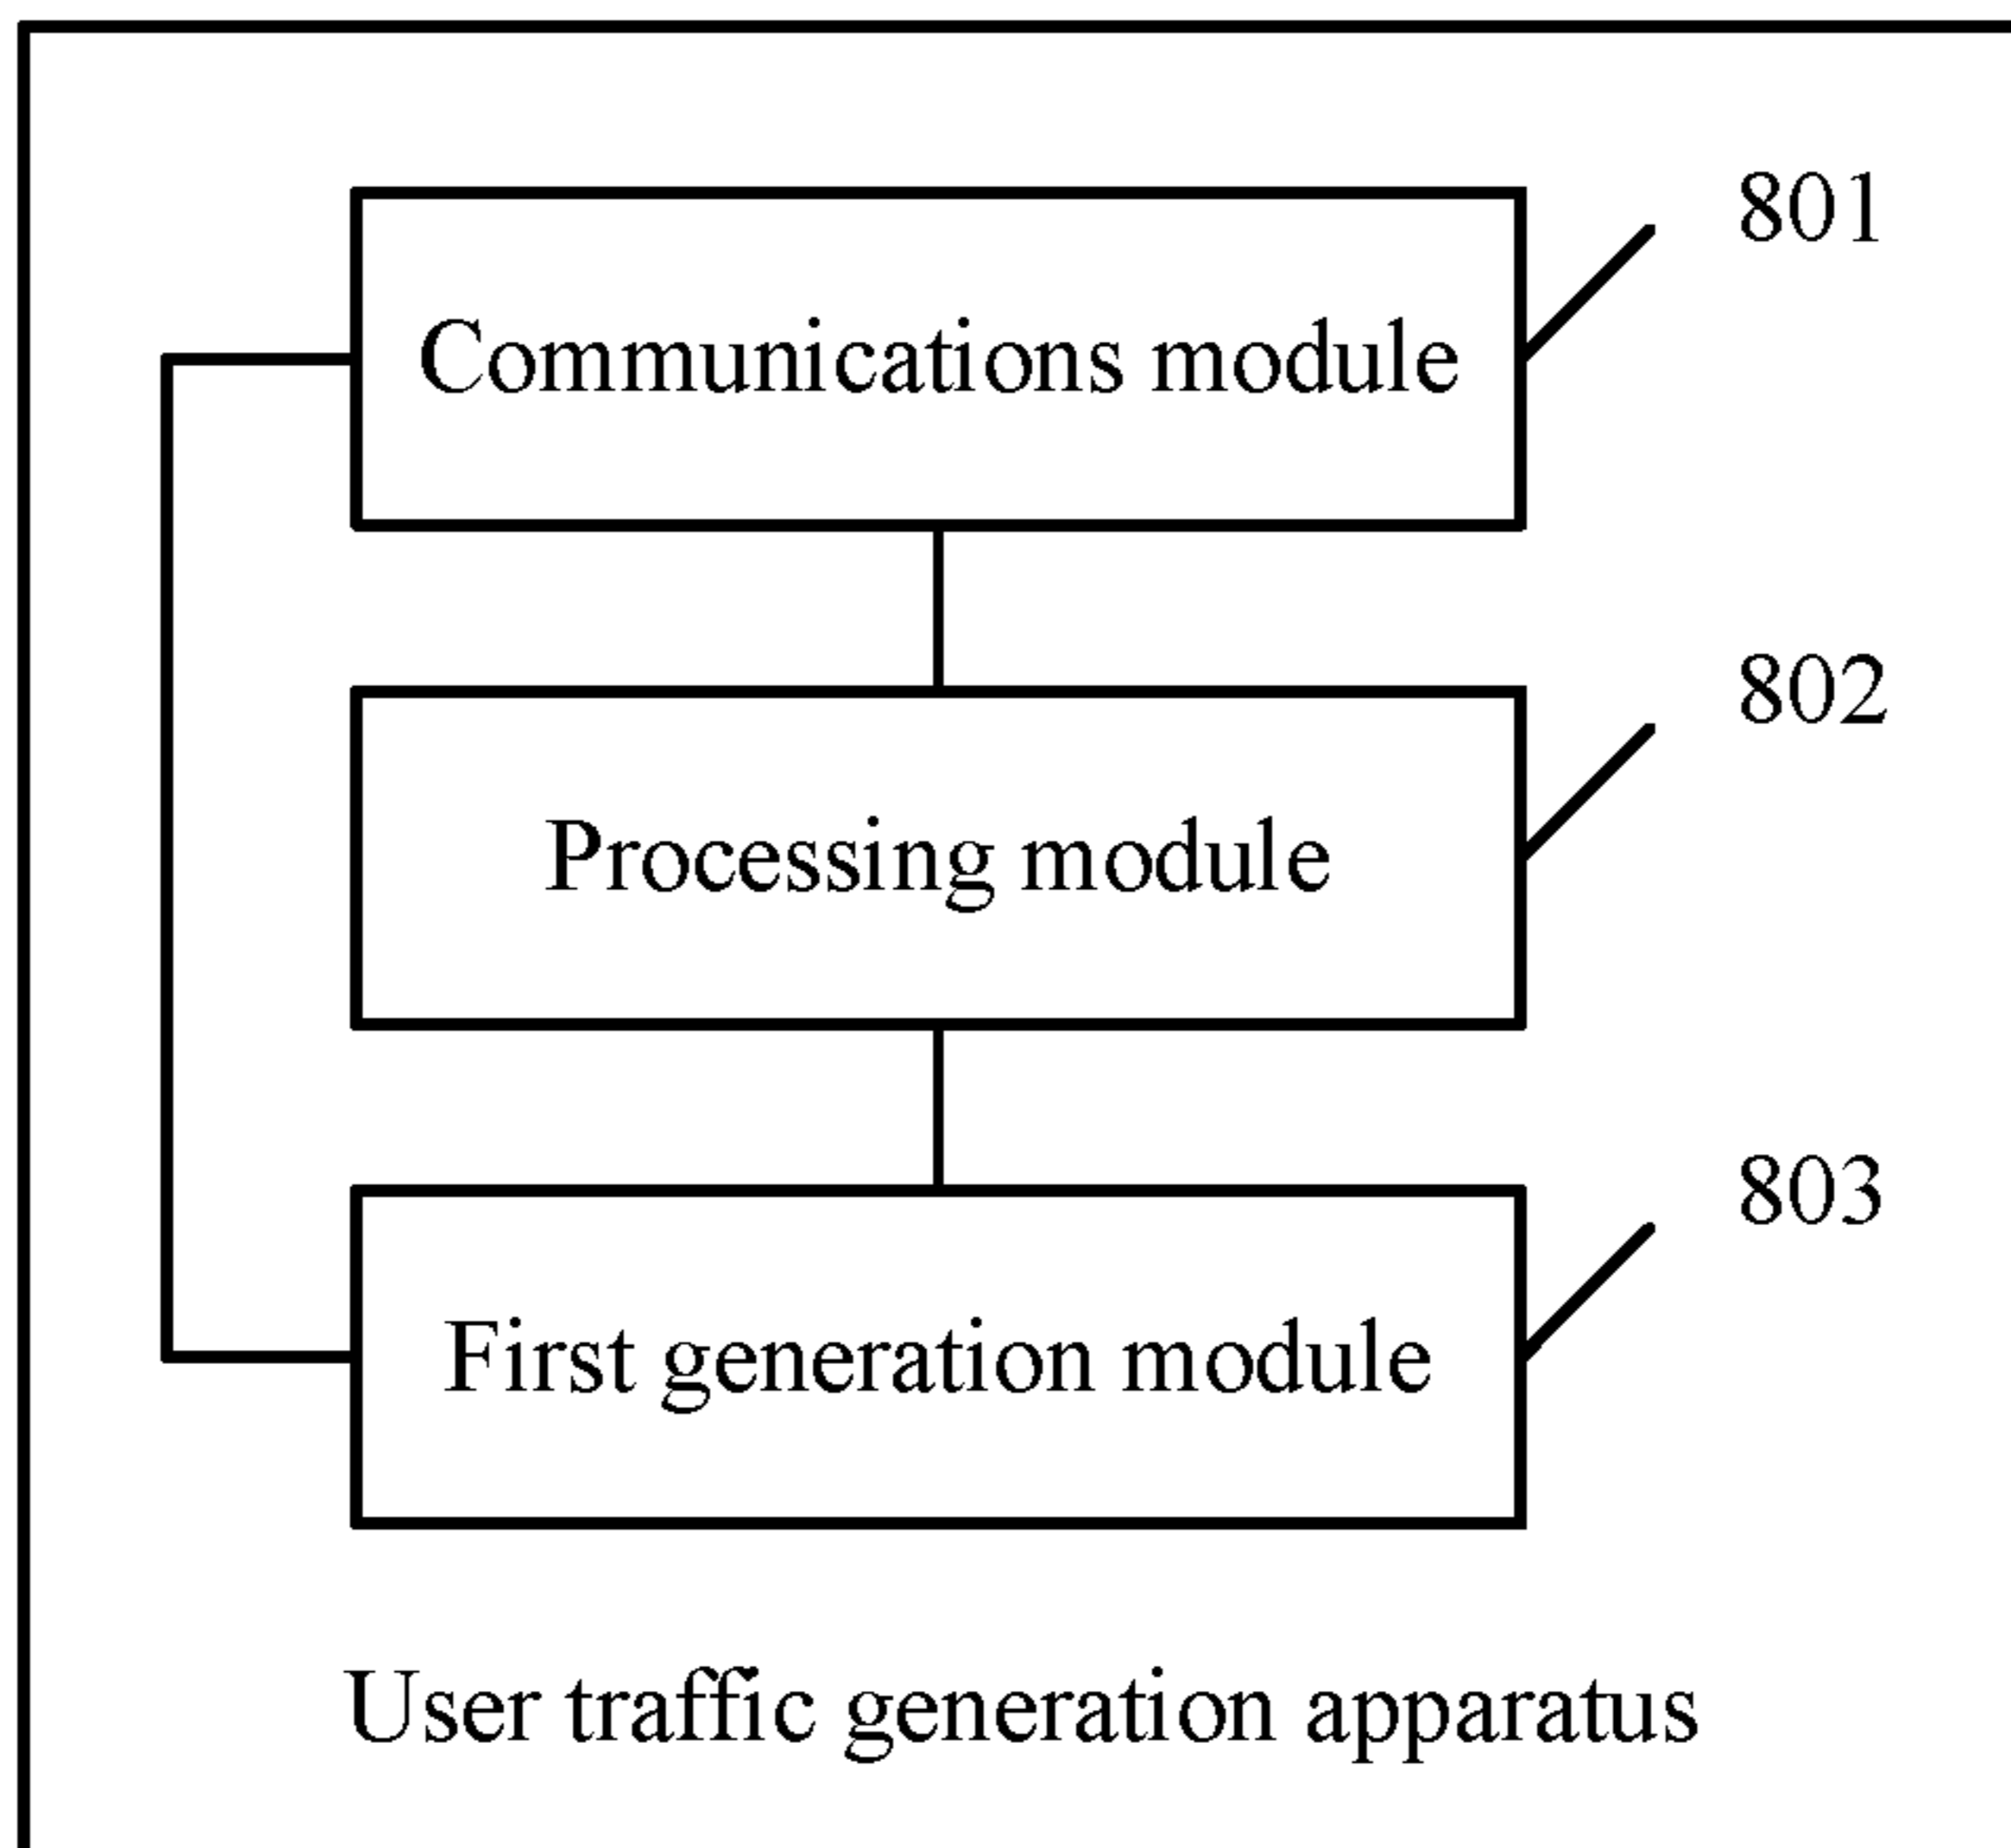 801
Communications module
802
Processing module
803
First generation module
User traffic generation apparatus